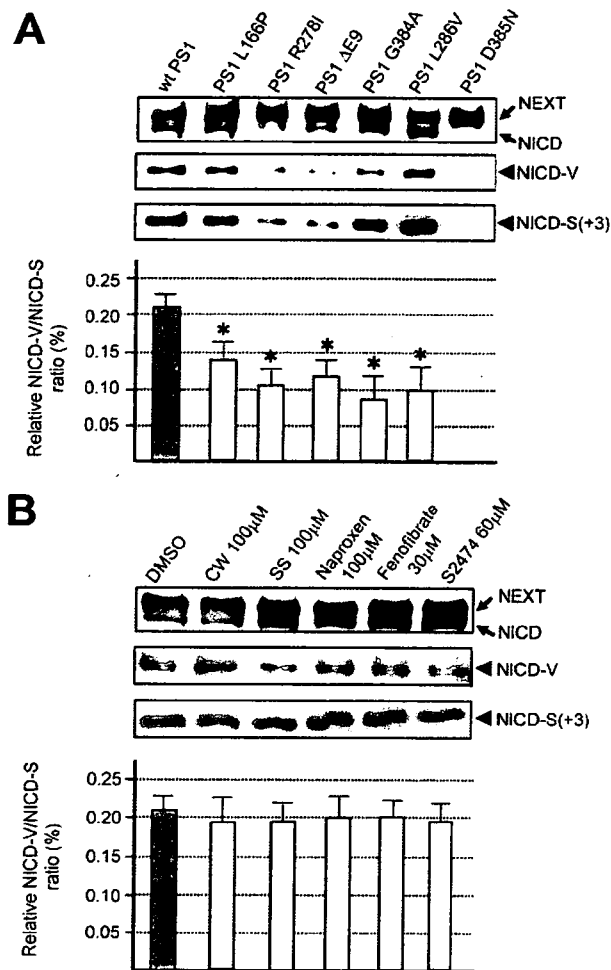 A
wt PS1
PS1 L166P
PS1 R278I
PS1 ΔE9
PS1 G384A
PS1 L286V
PS1 D385N
NEXT
NICD
NICD-V
NICD-S(+3)
Relative NICD-V/NICD-S
ratio (%)
0.25
0.20
0.15
0.10
0.05
*
*
*
*
*
B
DMSO
CW 100µM
SS 100µM
Naproxen
100µM
Fenofibrate
30µM
S2474 60µM
NEXT
NICD
NICD-V
NICD-S(+3)
Relative NICD-V/NICD-S
ratio (%)
0.25
0.20
0.15
0.10
0.05